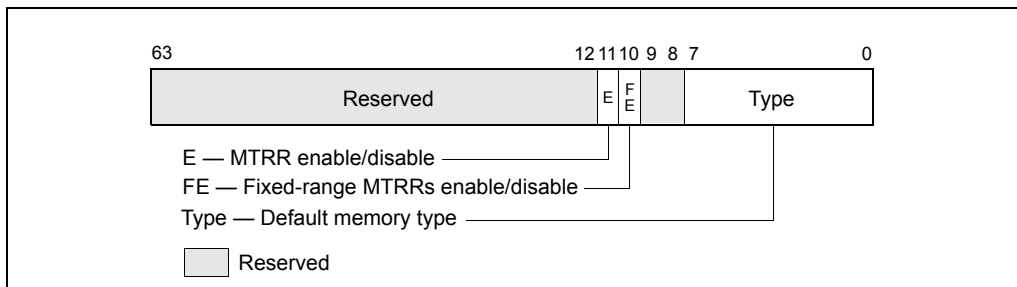 63 12 11 10 9 8 7 0
Reserved E F E Type
E — MTRR enable/disable
FE — Fixed-range MTRRs enable/disable
Type — Default memory type
Reserved